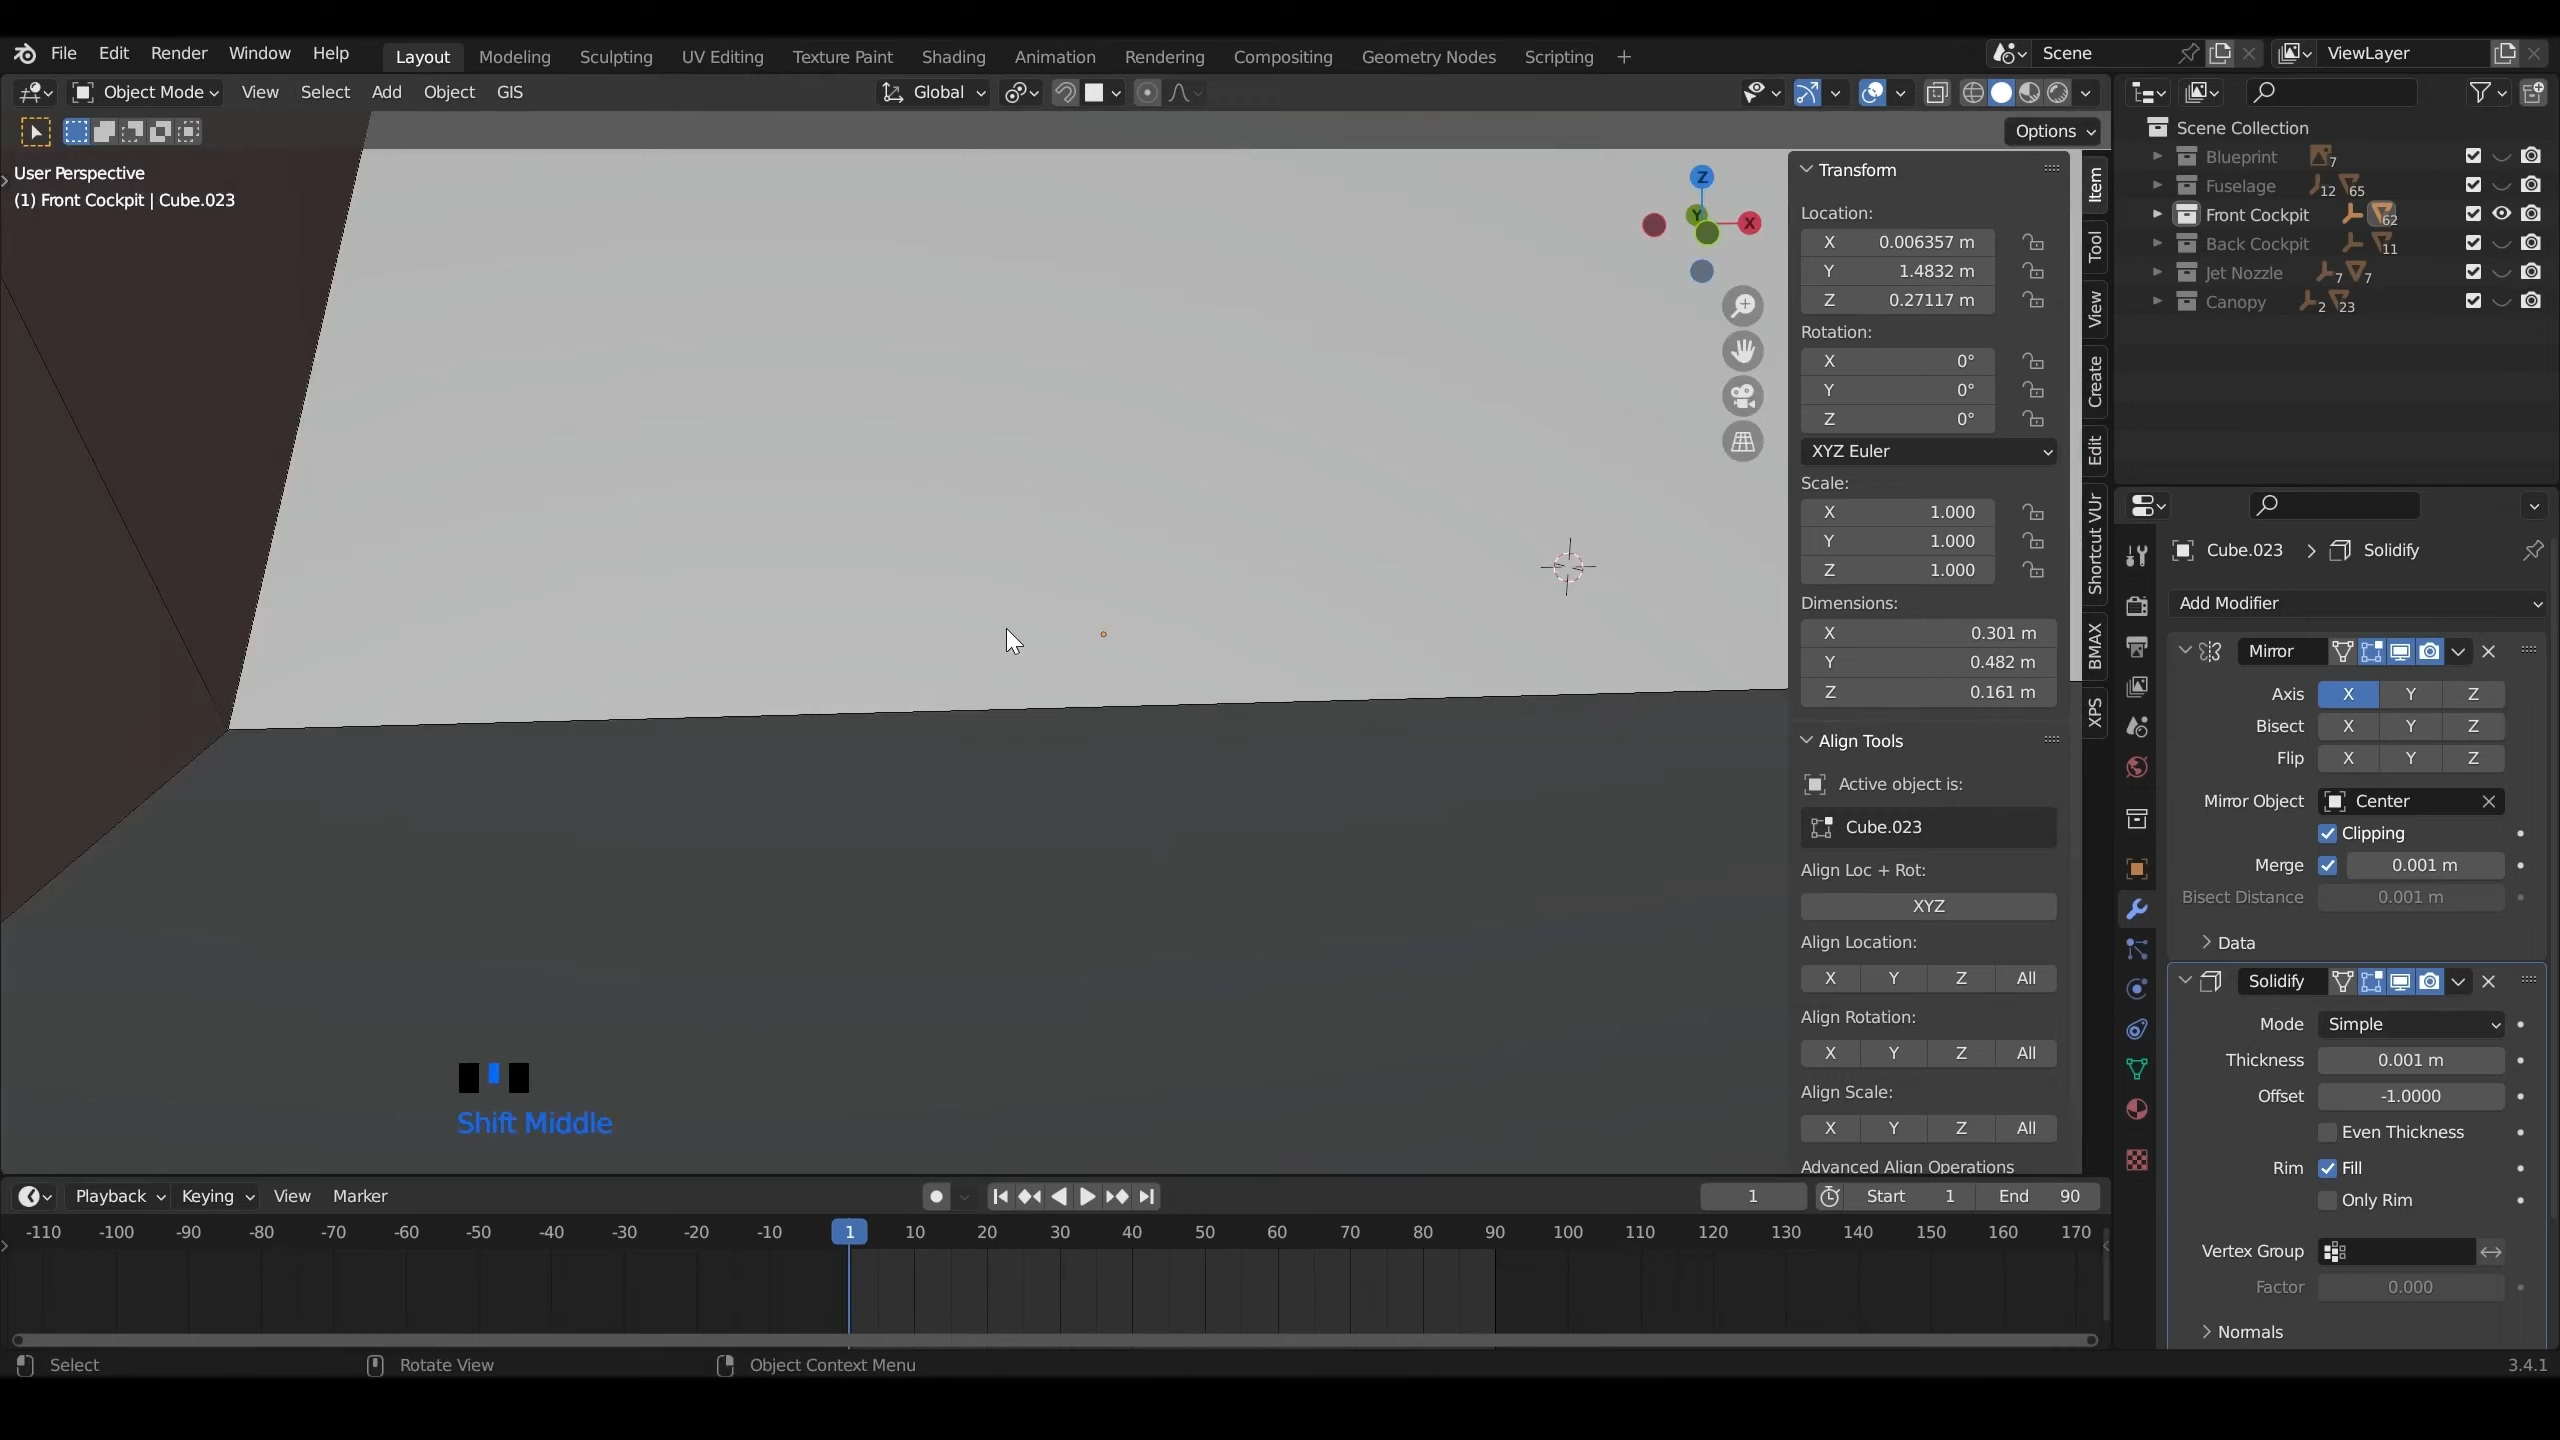 File Edit Render Window Help
Layout Modeling Sculpting UV Editing Texture Paint Shading Animation Rendering Compositing Geometry Nodes Scripting +
Scene
ViewLayer
Object Mode View Select Add Object GIS
Global
Options
User Perspective
(1) Front Cockpit | Cube.023
Z
Y
X
Transform
Location:
X 0.006357 m
Y 1.4832 m
Z 0.27117 m
Rotation:
X 0°
Y 0°
Z 0°
XYZ Euler
Scale:
X 1.000
Y 1.000
Z 1.000
Dimensions:
X 0.301 m
Y 0.482 m
Z 0.161 m
Align Tools
Active object is:
Cube.023
Align Loc + Rot:
XYZ
Align Location:
X Y Z All
Align Rotation:
X Y Z All
Align Scale:
X Y Z All
Advanced Align Operations
Item
Tool
View
Create
Edit
Shortcut VUr
BMAX
XPS
Scene Collection
Blueprint 7
Fuselage 12 65
Front Cockpit 62
Back Cockpit 11
Jet Nozzle 7 7
Canopy 2 23
Cube.023 > Solidify
Add Modifier
Mirror
Axis X Y Z
Bisect X Y Z
Flip X Y Z
Mirror Object Center
Clipping
Merge 0.001 m
Bisect Distance 0.001 m
Data
Solidify
Mode Simple
Thickness 0.001 m
Offset -1.0000
Even Thickness
Rim Fill
Only Rim
Vertex Group
Factor 0.000
Normals
Shift Middle
Playback Keying View Marker
1 Start 1 End 90
-110 -100 -90 -80 -70 -60 -50 -40 -30 -20 -10 1 10 20 30 40 50 60 70 80 90 100 110 120 130 140 150 160 170
Select Rotate View Object Context Menu
3.4.1